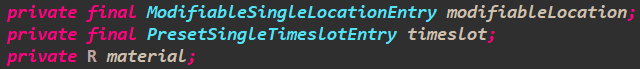 private final ModifiableSingleLocationEntry modifiableLocation;
private final PresetSingleTimeslotEntry timeslot;
private R material;